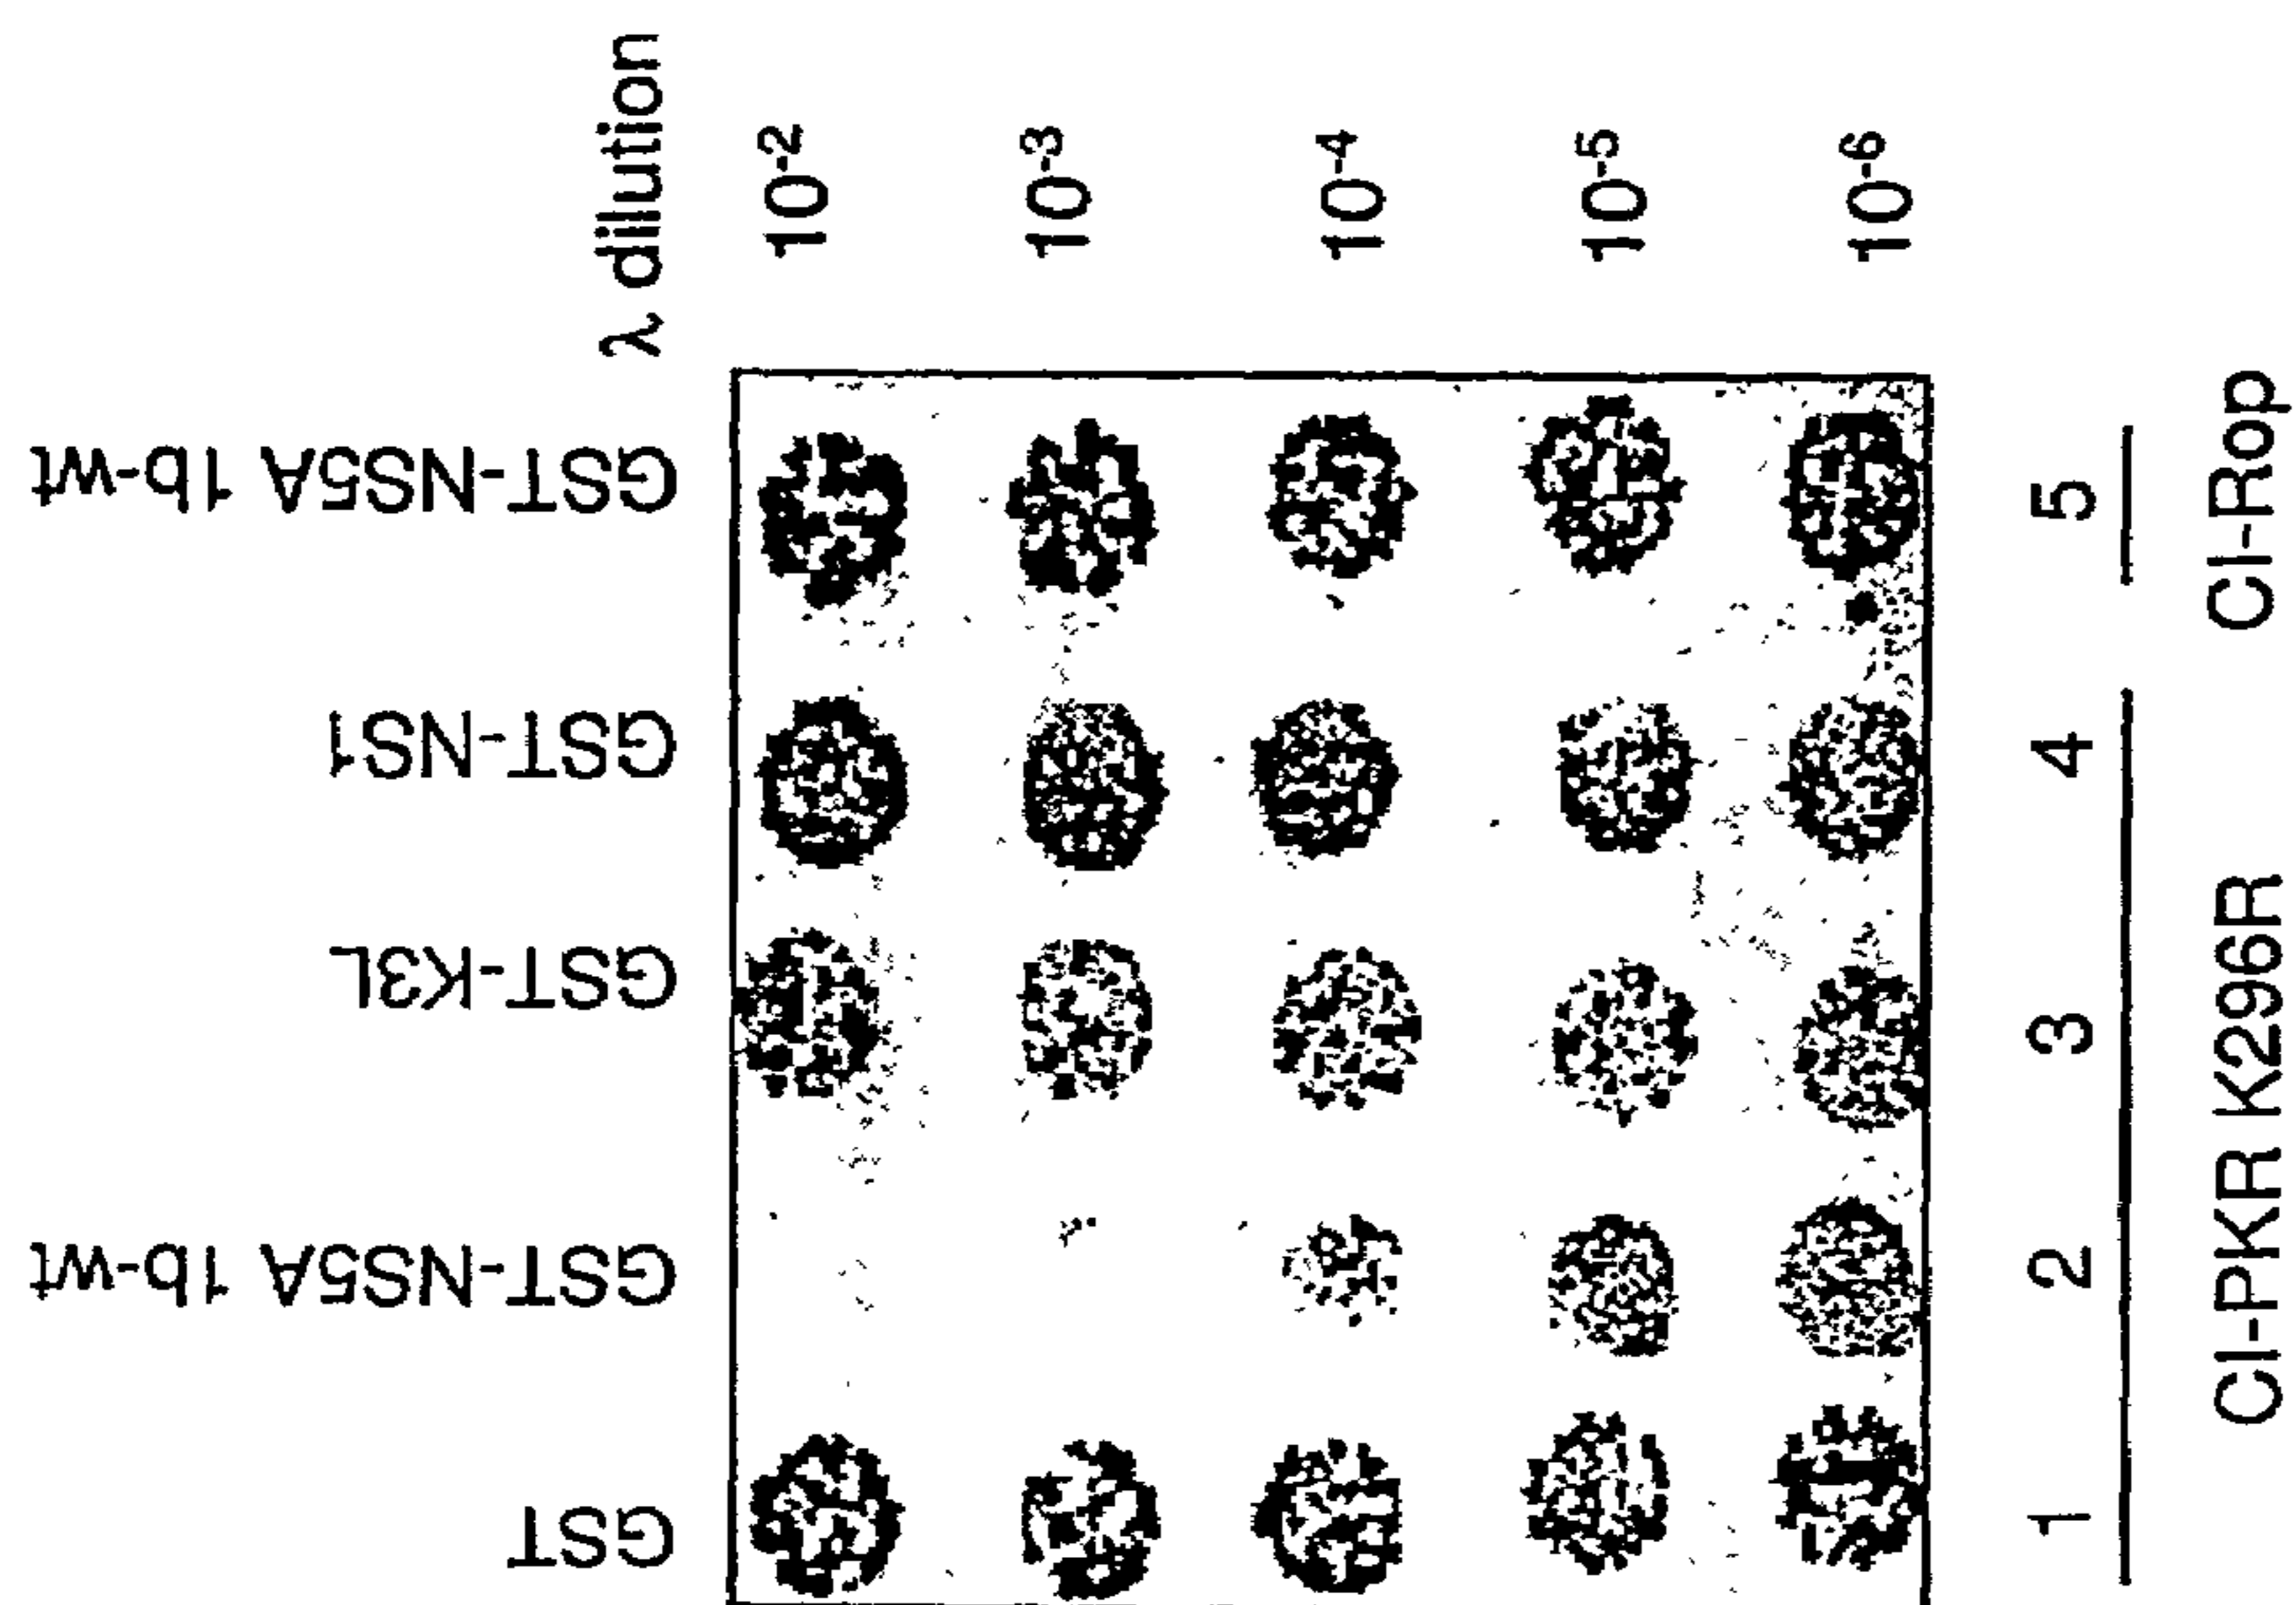 GST
GST-NS5A 1b-wt
GST-K3L
GST-NS1
GST-NS5A 1b-wt
λ dilution
10⁻²
10⁻³
10⁻⁴
10⁻⁵
10⁻⁶
1 2 3 4 5
CI-PKR K296R CI-Rop